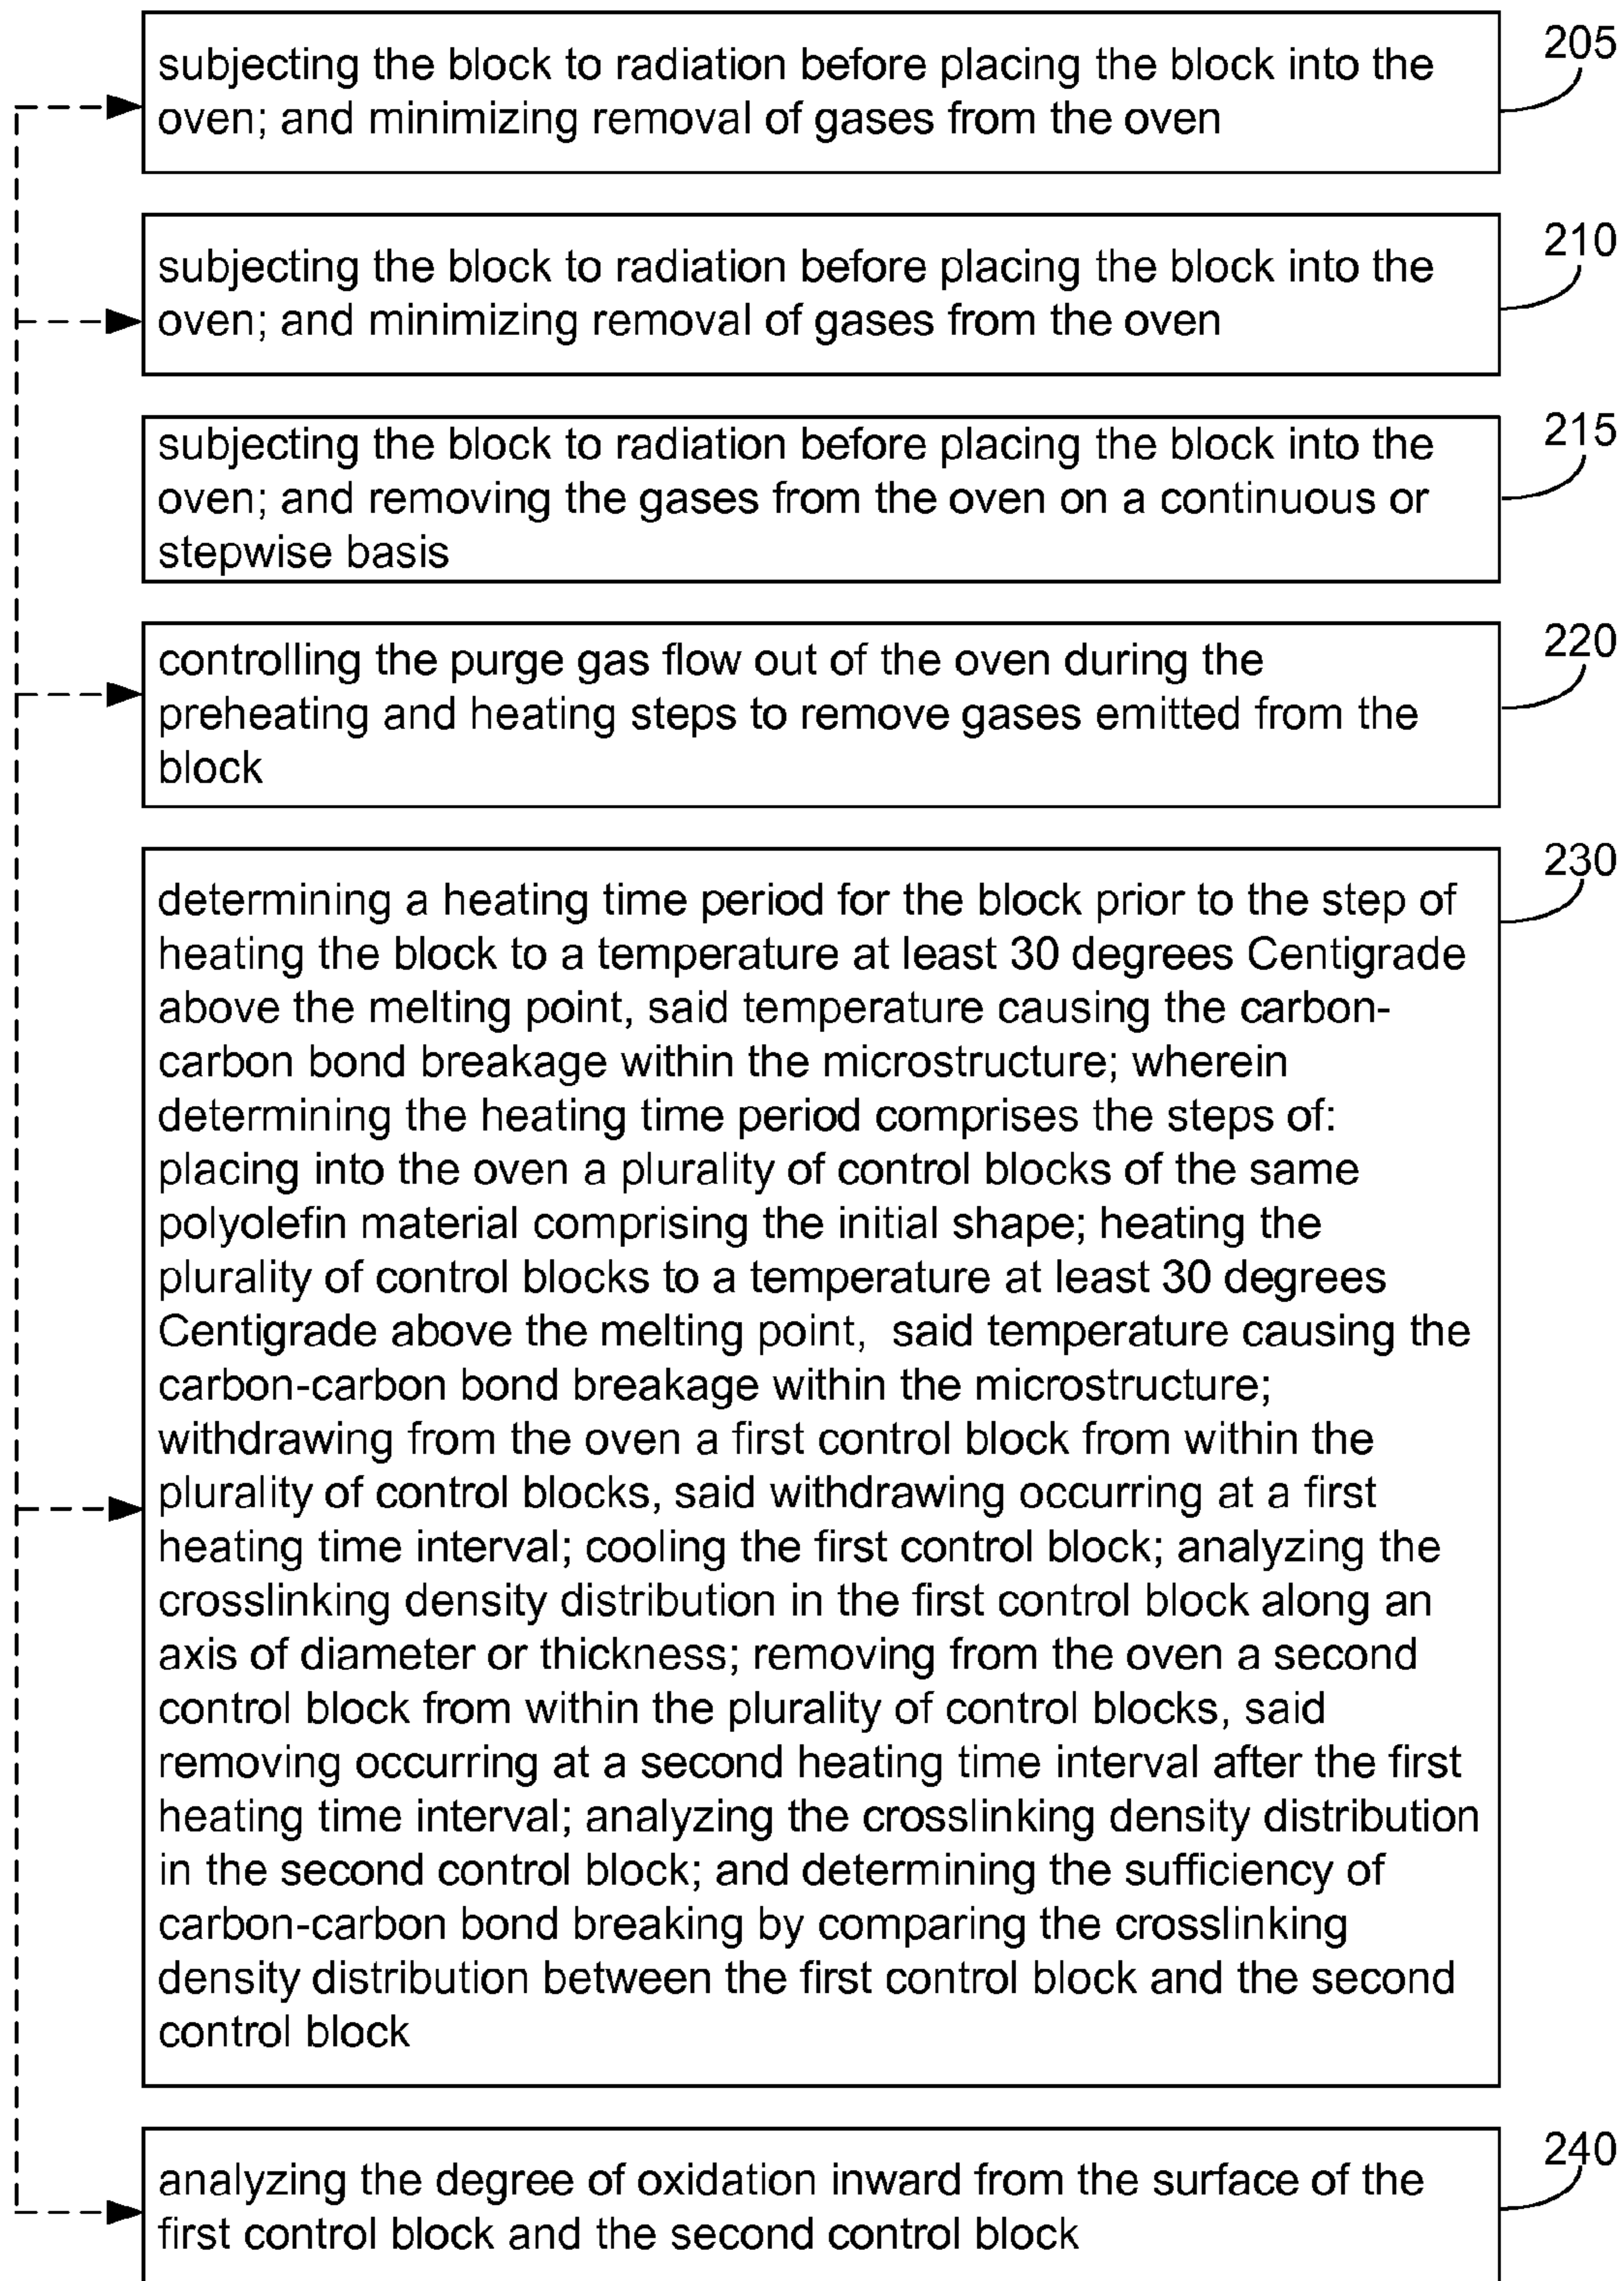 205
subjecting the block to radiation before placing the block into the
oven; and minimizing removal of gases from the oven
210
subjecting the block to radiation before placing the block into the
oven; and minimizing removal of gases from the oven
215
subjecting the block to radiation before placing the block into the
oven; and removing the gases from the oven on a continuous or
stepwise basis
220
controlling the purge gas flow out of the oven during the
preheating and heating steps to remove gases emitted from the
block
230
determining a heating time period for the block prior to the step of
heating the block to a temperature at least 30 degrees Centigrade
above the melting point, said temperature causing the carbon-
carbon bond breakage within the microstructure; wherein
determining the heating time period comprises the steps of:
placing into the oven a plurality of control blocks of the same
polyolefin material comprising the initial shape; heating the
plurality of control blocks to a temperature at least 30 degrees
Centigrade above the melting point, said temperature causing the
carbon-carbon bond breakage within the microstructure;
withdrawing from the oven a first control block from within the
plurality of control blocks, said withdrawing occurring at a first
heating time interval; cooling the first control block; analyzing the
crosslinking density distribution in the first control block along an
axis of diameter or thickness; removing from the oven a second
control block from within the plurality of control blocks, said
removing occurring at a second heating time interval after the first
heating time interval; analyzing the crosslinking density distribution
in the second control block; and determining the sufficiency of
carbon-carbon bond breaking by comparing the crosslinking
density distribution between the first control block and the second
control block
240
analyzing the degree of oxidation inward from the surface of the
first control block and the second control block